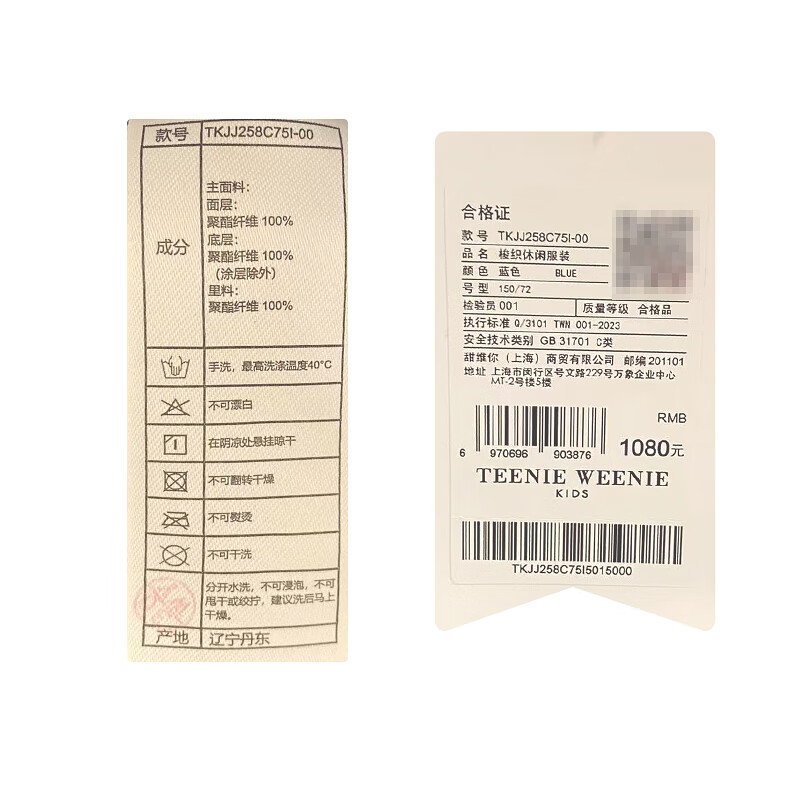 款号 TKJJ258C75I-00
成分
主面料：
面层：
聚酯纤维 100%
底层：
聚酯纤维 100%
（涂层除外）
里料：
聚酯纤维 100%
手洗，最高洗涤温度40°C
不可漂白
在阴凉处悬挂晾干
不可翻转干燥
不可熨烫
不可干洗
分开水洗，不可浸泡，不可
甩干或绞拧，建议洗后马上
干燥。
产地 辽宁丹东
合格证
款号 TKJJ258C75I-00
品名 梭织休闲服装
颜色 蓝色 BLUE
号型 150/72
检验员 001 质量等级 合格品
执行标准 Q/3101 TWN 001-2023
安全技术类别 GB 31701 C类
甜维你（上海）商贸有限公司 邮编 201101
地址 上海市闵行区号文路229号万象企业中心
MT-2号楼5楼
RMB
6 970696 903876 1080元
TEENIE WEENIE
KIDS
TKJJ258C75I5015000